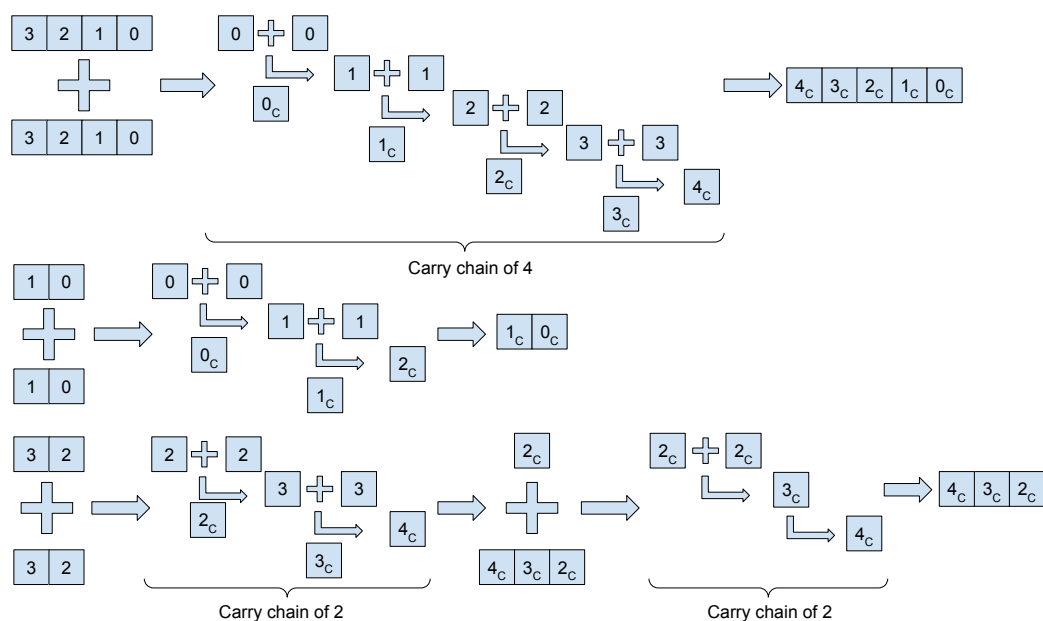 3 2 1 0
3 2 1 0
0 0
0C
1 1
1C
2 2
2C
3 3
3C
4C
4C 3C 2C 1C 0C
Carry chain of 4
1 0
1 0
0 0
0C
1 1
1C
2C
1C 0C
3 2
3 2
2 2
2C
3 3
3C
4C
Carry chain of 2
2C
4C 3C 2C
2C 2C
3C
4C
Carry chain of 2
4C 3C 2C